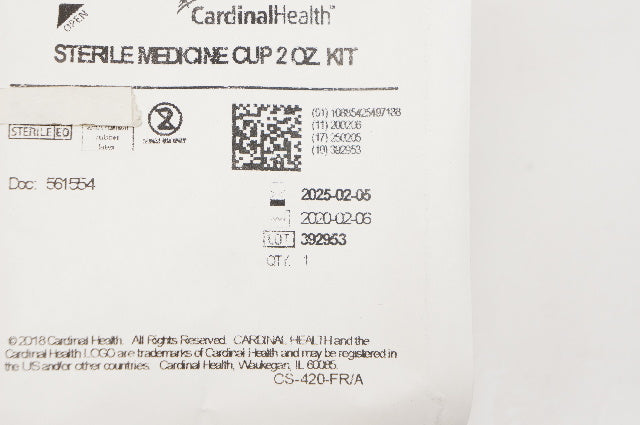 OPEN
CardinalHealth™
STERILE MEDICINE CUP 2 OZ. KIT
(01) 10885425497138
(11) 200206
(17) 250205
(10) 392953
STERILE EO
rubber
latex
Doc: 561554
2025-02-05
2020-02-06
LOT 392953
QTY. 1
©2018 Cardinal Health. All Rights Reserved. CARDINAL HEALTH and the
Cardinal Health LOGO are trademarks of Cardinal Health and may be registered in
the US and/or other countries. Cardinal Health, Waukegan, IL 60085.
CS-420-FR/A